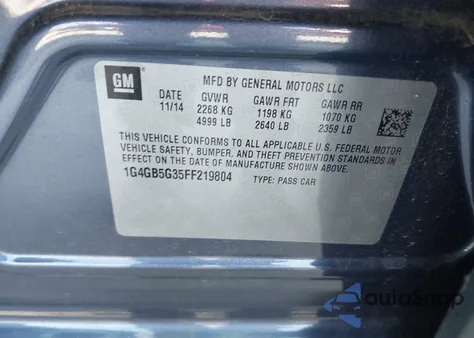 GM
MFD BY GENERAL MOTORS LLC
DATE GVWR GAWR FRT GAWR RR
11/14 2268 KG 1198 KG 1070 KG
4999 LB 2640 LB 2359 LB
THIS VEHICLE CONFORMS TO ALL APPLICABLE U.S. FEDERAL MOTOR
VEHICLE SAFETY, BUMPER, AND THEFT PREVENTION STANDARDS IN
EFFECT ON THE DATE OF MANUFACTURE SHOWN ABOVE.
1G4GB5G35FF219804 TYPE: PASS CAR
autoSnap